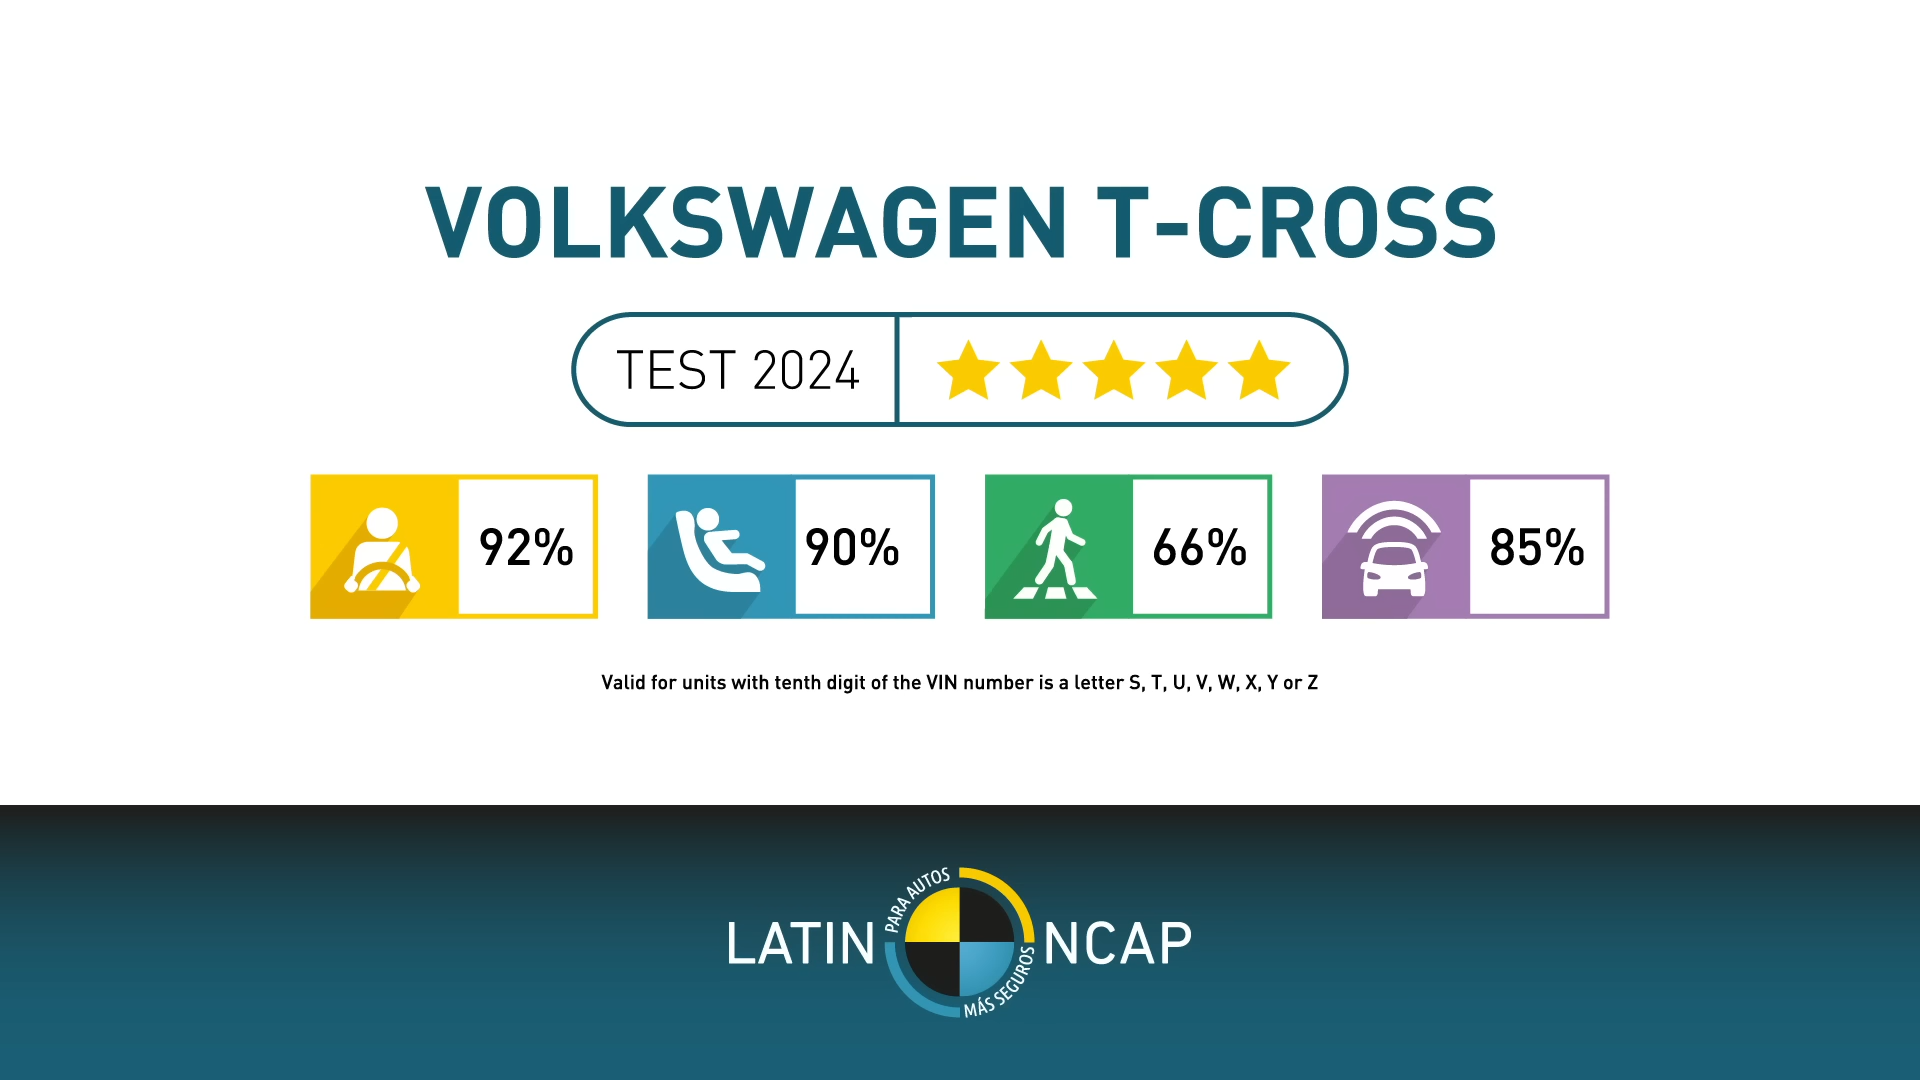 VOLKSWAGEN T-CROSS
TEST 2024
92%
90%
66%
85%
Valid for units with tenth digit of the VIN number is a letter S, T, U, V, W, X, Y or Z
LATIN NCAP
PARA AUTOS
MÁS SEGUROS